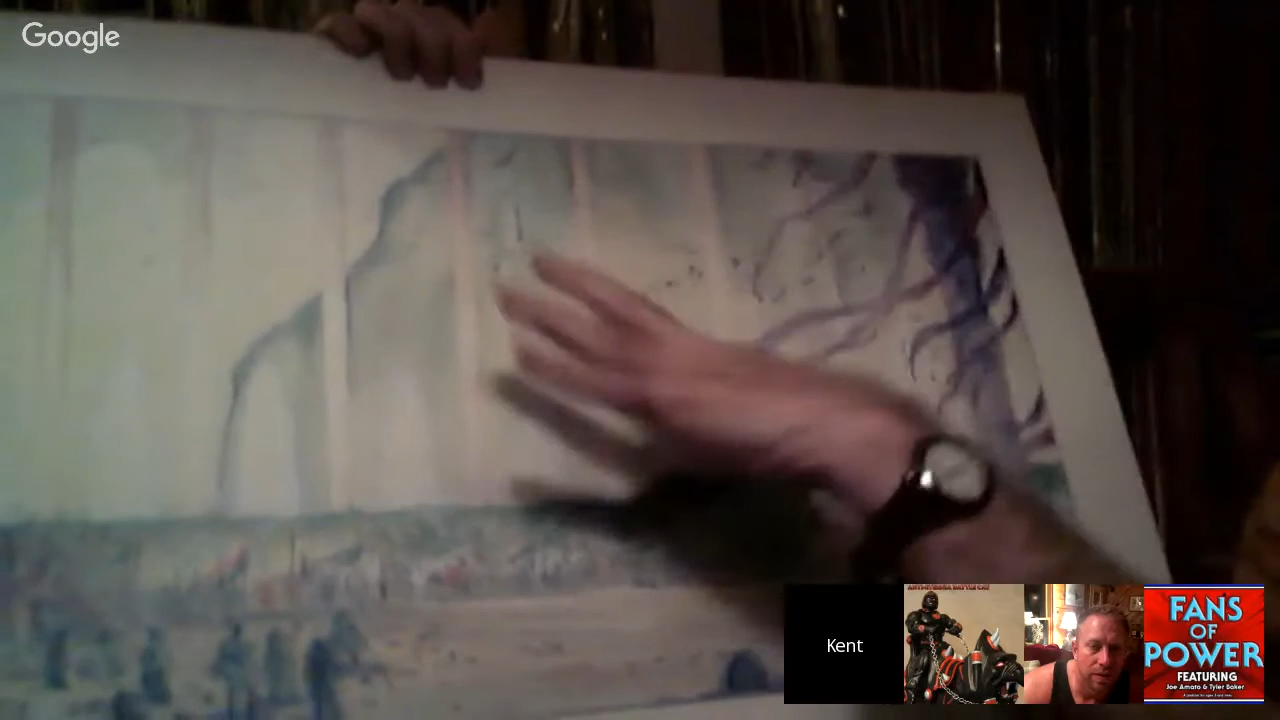 Google
Kent
FANS
OF
POWER
FEATURING
Joe Amato & Tyler Baker